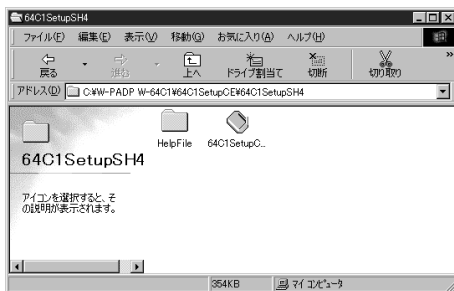 64C1SetupSH4
ファイル(F) 編集(E) 表示(V) 移動(G) お気に入り(A) ヘルプ(H)
戻る 進む 上へ ドライブ割当て 切断 切り取り »
アドレス(D) C:¥W-PADP W-64C1¥64C1SetupCE¥64C1SetupSH4
64C1SetupSH4
アイコンを選択すると、そ
の説明が表示されます。
HelpFile 64C1SetupC...
354KB マイ コンピュータ